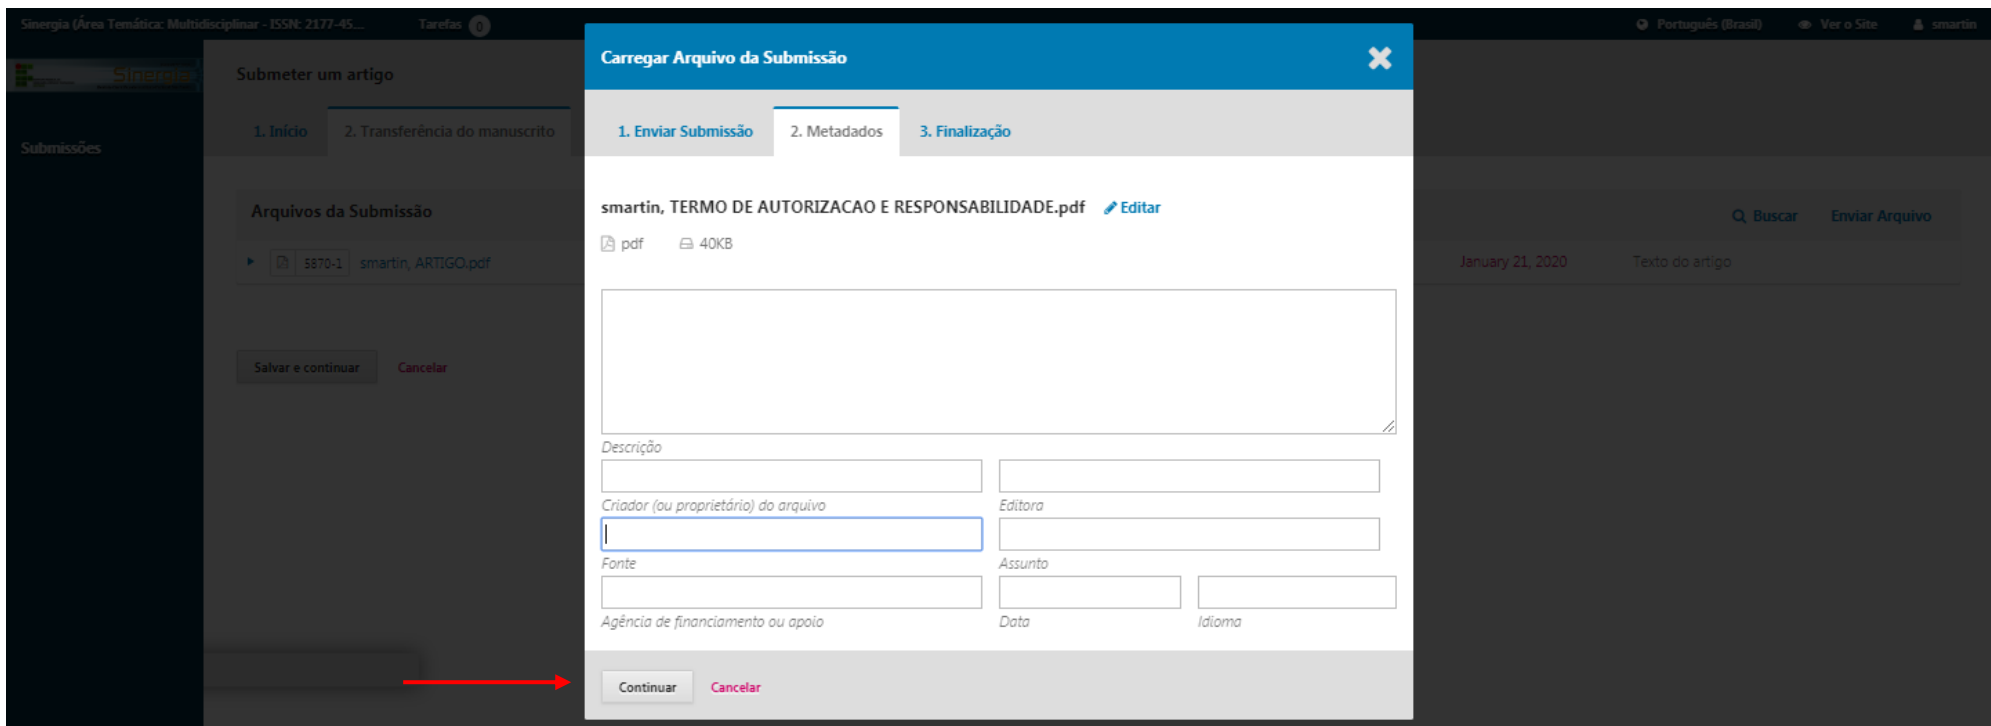 Sinergia (Área Temática: Multidisciplinar - ISSN: 2177-45... Tarefas 0 Português (Brasil) Ver o Site smartin
Sinergia
Submeter um artigo
1. Início 2. Transferência do manuscrito
Submissões
Arquivos da Submissão Buscar Enviar Arquivo
5870-1 smartin, ARTIGO.pdf January 21, 2020 Texto do artigo
Salvar e continuar Cancelar
Carregar Arquivo da Submissão
1. Enviar Submissão 2. Metadados 3. Finalização
smartin, TERMO DE AUTORIZACAO E RESPONSABILIDADE.pdf Editar
pdf 40KB
Descrição
Criador (ou proprietário) do arquivo Editora
Fonte Assunto
Agência de financiamento ou apoio Data Idioma
Continuar Cancelar